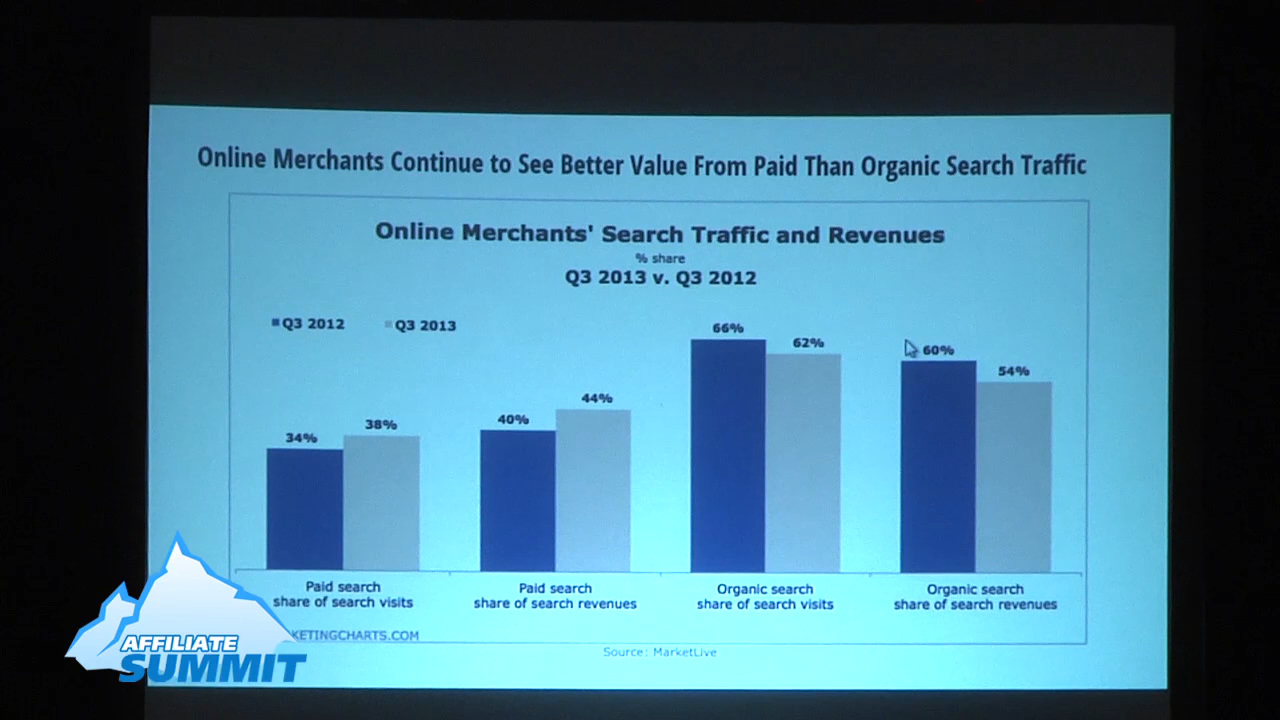 Online Merchants Continue to See Better Value From Paid Than Organic Search Traffic
Online Merchants' Search Traffic and Revenues
% share
Q3 2013 v. Q3 2012
Q3 2012 Q3 2013
34%
38%
40%
44%
66%
62%
60%
54%
Paid search
share of search visits
Paid search
share of search revenues
Organic search
share of search visits
Organic search
share of search revenues
KETINGCHARTS.COM
Source: MarketLive
AFFILIATE
SUMMIT